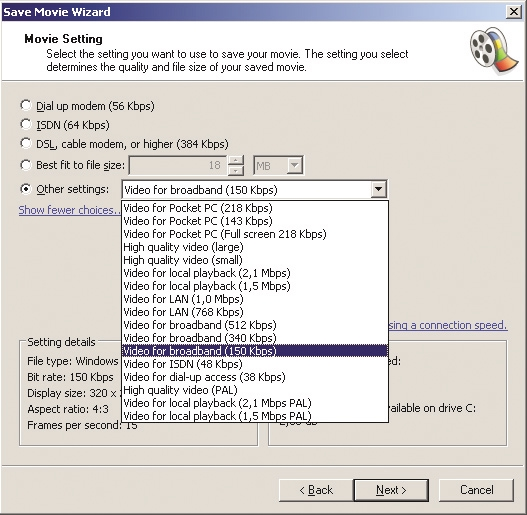 Save Movie Wizard
Movie Setting
Select the setting you want to use to save your movie. The setting you select
determines the quality and file size of your saved movie.
Dial up modem (56 Kbps)
ISDN (64 Kbps)
DSL, cable modem, or higher (384 Kbps)
Best fit to file size: 18 MB
Other settings: Video for broadband (150 Kbps)
Show fewer choices..
Video for Pocket PC (218 Kbps)
Video for Pocket PC (143 Kbps)
Video for Pocket PC (Full screen 218 Kbps)
High quality video (large)
High quality video (small)
Video for local playback (2,1 Mbps)
Video for local playback (1,5 Mbps)
Video for LAN (1,0 Mbps)
Video for LAN (768 Kbps)
Video for broadband (512 Kbps)
Video for broadband (340 Kbps)
Video for broadband (150 Kbps)
Video for ISDN (48 Kbps)
Video for dial-up access (38 Kbps)
High quality video (PAL)
Video for local playback (2,1 Mbps PAL)
Video for local playback (1,5 Mbps PAL)
sing a connection speed.
Setting details
File type: Windows
Bit rate: 150 Kbps
Display size: 320 x
Aspect ratio: 4:3
Frames per second: 15
ed:
vailable on drive C:
< Back
Next >
Cancel